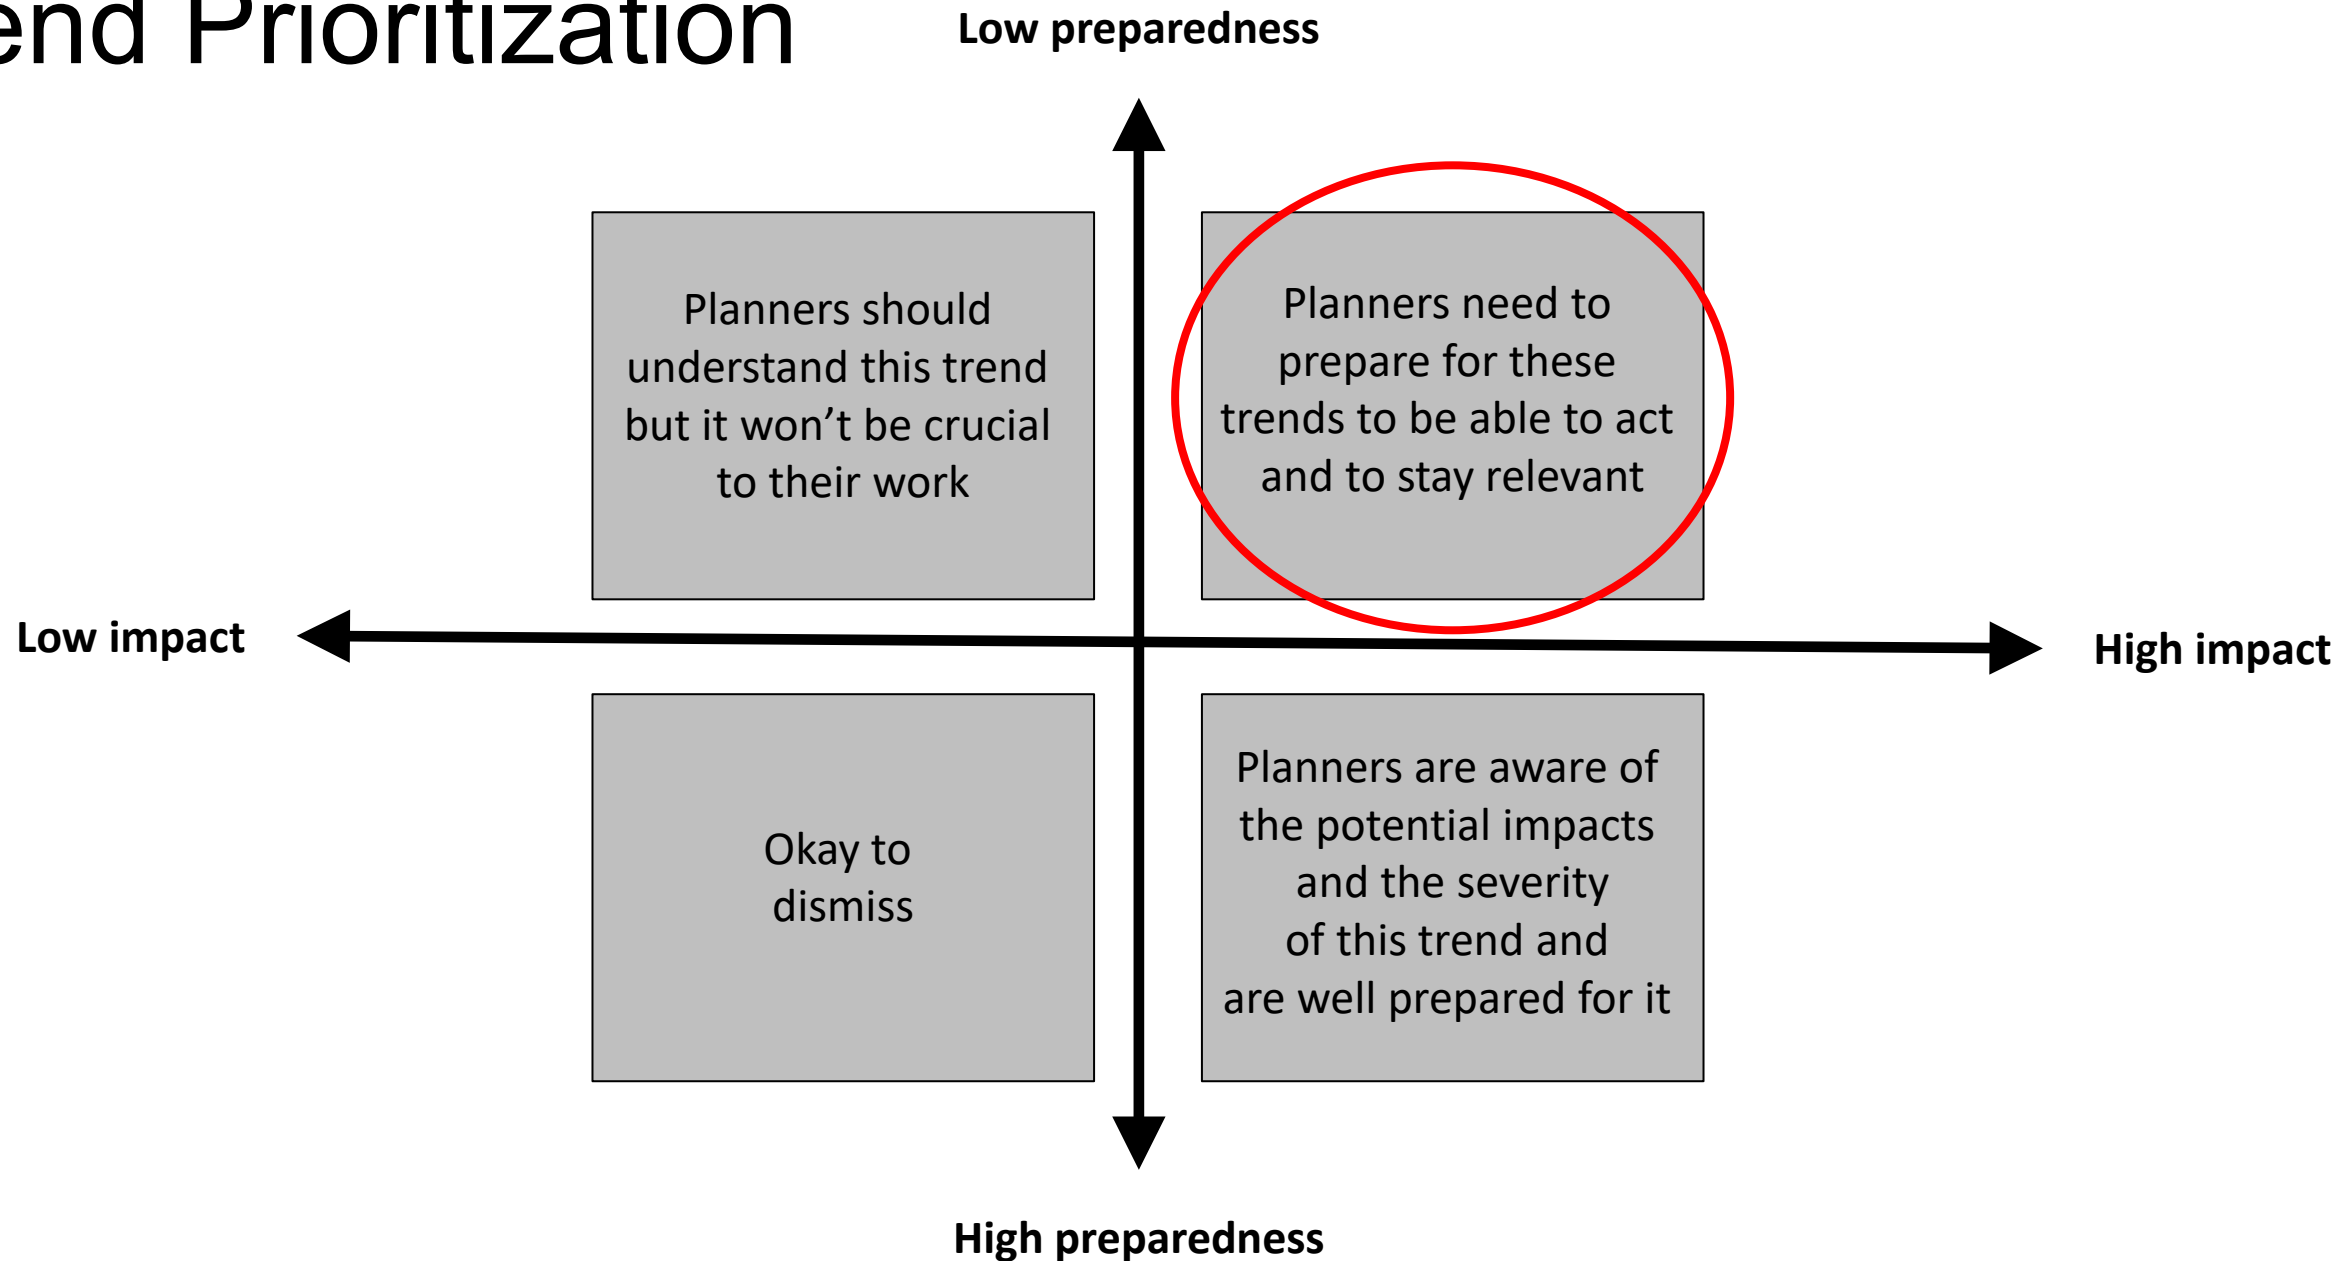 end Prioritization
Low preparedness
Planners should
understand this trend
but it won’t be crucial
to their work
Planners need to
prepare for these
trends to be able to act
and to stay relevant
Low impact
High impact
Okay to
dismiss
Planners are aware of
the potential impacts
and the severity
of this trend and
are well prepared for it
High preparedness